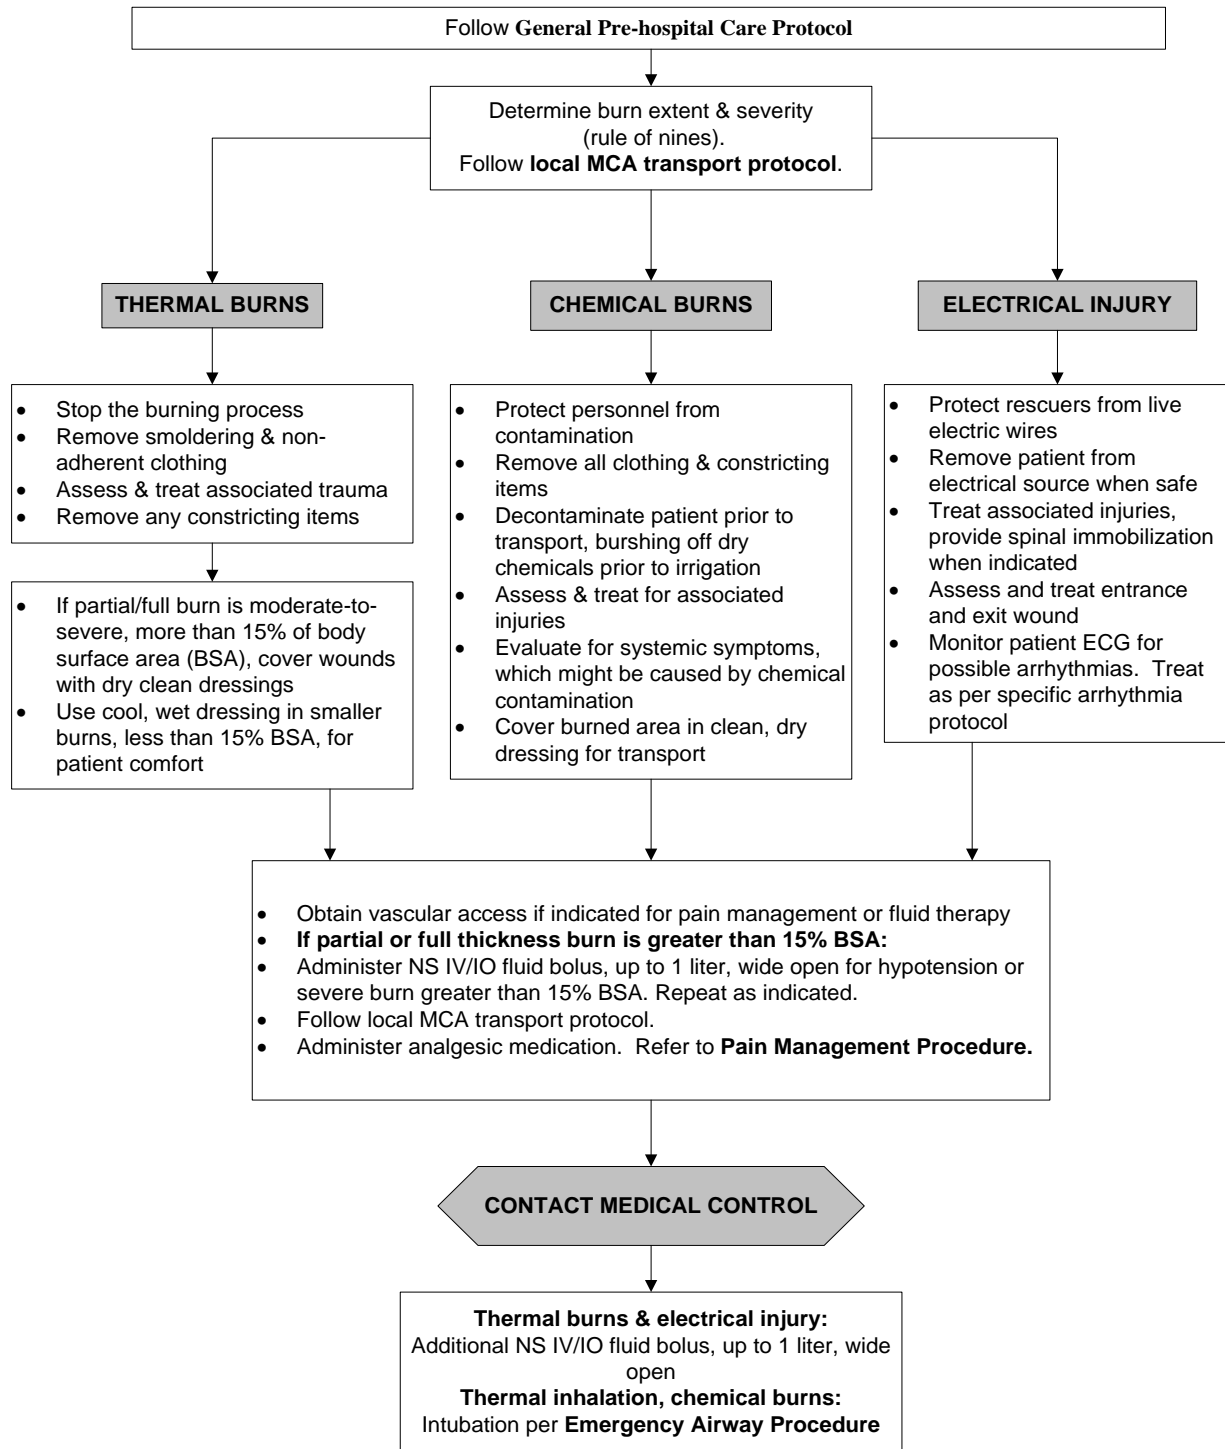 Follow General Pre-hospital Care Protocol
Determine burn extent & severity
(rule of nines).
Follow local MCA transport protocol.
THERMAL BURNS
CHEMICAL BURNS
ELECTRICAL INJURY
• Stop the burning process
• Remove smoldering & non-
adherent clothing
• Assess & treat associated trauma
• Remove any constricting items
• If partial/full burn is moderate-to-
severe, more than 15% of body
surface area (BSA), cover wounds
with dry clean dressings
• Use cool, wet dressing in smaller
burns, less than 15% BSA, for
patient comfort
• Protect personnel from
contamination
• Remove all clothing & constricting
items
• Decontaminate patient prior to
transport, burshing off dry
chemicals prior to irrigation
• Assess & treat for associated
injuries
• Evaluate for systemic symptoms,
which might be caused by chemical
contamination
• Cover burned area in clean, dry
dressing for transport
• Protect rescuers from live
electric wires
• Remove patient from
electrical source when safe
• Treat associated injuries,
provide spinal immobilization
when indicated
• Assess and treat entrance
and exit wound
• Monitor patient ECG for
possible arrhythmias.  Treat
as per specific arrhythmia
protocol
• Obtain vascular access if indicated for pain management or fluid therapy
• If partial or full thickness burn is greater than 15% BSA:
• Administer NS IV/IO fluid bolus, up to 1 liter, wide open for hypotension or
severe burn greater than 15% BSA. Repeat as indicated.
• Follow local MCA transport protocol.
• Administer analgesic medication.  Refer to Pain Management Procedure.
CONTACT MEDICAL CONTROL
Thermal burns & electrical injury:
Additional NS IV/IO fluid bolus, up to 1 liter, wide
open
Thermal inhalation, chemical burns:
Intubation per Emergency Airway Procedure